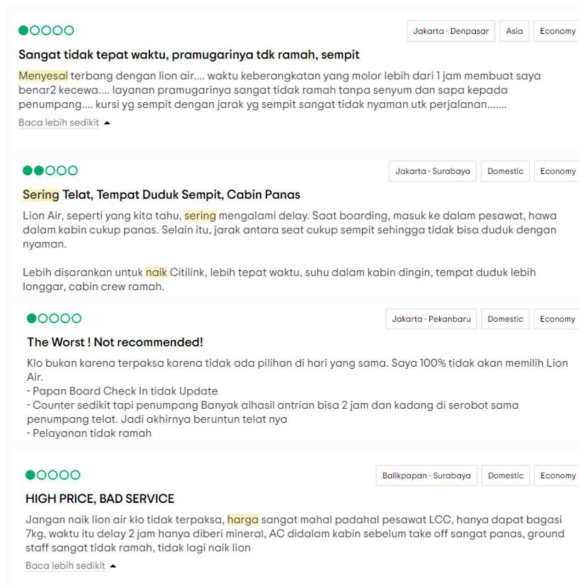 Jakarta - Denpasar Asia Economy
Sangat tidak tepat waktu, pramugarinya tdk ramah, sempit
Menyesal terbang dengan lion air.... waktu keberangkatan yang molor lebih dari 1 jam membuat saya
benar2 kecewa.... layanan pramugarinya sangat tidak ramah tanpa senyum dan sapa kepada
penumpang.... kursi yg sempit dengan jarak yg sempit sangat tidak nyaman utk perjalanan.......
Baca lebih sedikit
Jakarta - Surabaya Domestic Economy
Sering Telat, Tempat Duduk Sempit, Cabin Panas
Lion Air, seperti yang kita tahu, sering mengalami delay. Saat boarding, masuk ke dalam pesawat, hawa
dalam kabin cukup panas. Selain itu, jarak antara seat cukup sempit sehingga tidak bisa duduk dengan
nyaman.
Lebih disarankan untuk naik Citilink, lebih tepat waktu, suhu dalam kabin dingin, tempat duduk lebih
longgar, cabin crew ramah.
Jakarta - Pekanbaru Domestic Economy
The Worst ! Not recommended!
Klo bukan karena terpaksa karena tidak ada pilihan di hari yang sama. Saya 100% tidak akan memilih Lion
Air.
- Papan Board Check In tidak Update
- Counter sedikit tapi penumpang Banyak alhasil antrian bisa 2 jam dan kadang di serobot sama
penumpang telat. Jadi akhirnya beruntun telat nya
- Pelayanan tidak ramah
Balikpapan - Surabaya Domestic Economy
HIGH PRICE, BAD SERVICE
Jangan naik lion air klo tidak terpaksa, harga sangat mahal padahal pesawat LCC, hanya dapat bagasi
7kg, waktu itu delay 2 jam hanya diberi mineral, AC didalam kabin sebelum take off sangat panas, ground
staff sangat tidak ramah, tidak lagi naik lion
Baca lebih sedikit